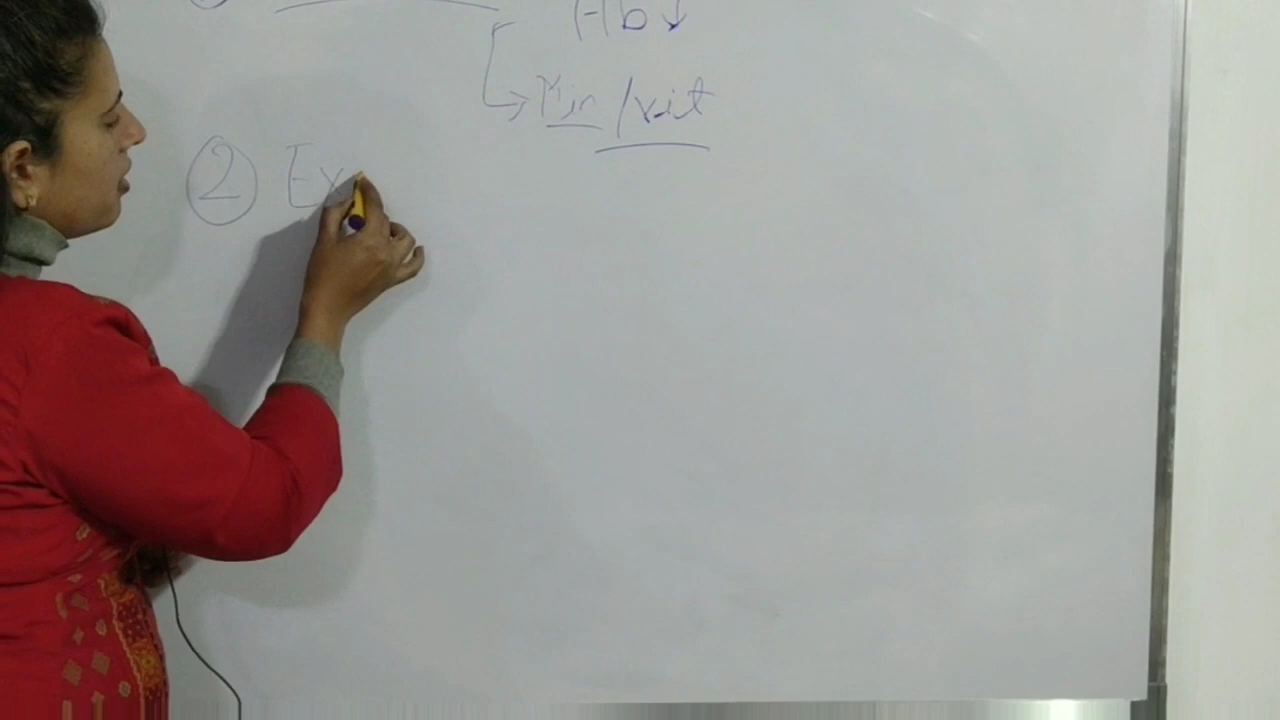 Hb↓
→ Min/vit
② Ex